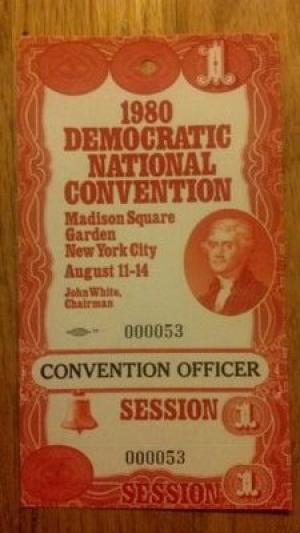 1
1980
DEMOCRATIC
NATIONAL
CONVENTION
Madison Square
Garden
New York City
August 11-14
John White,
Chairman
000053
CONVENTION OFFICER
SESSION 1
000053
SESSION 1